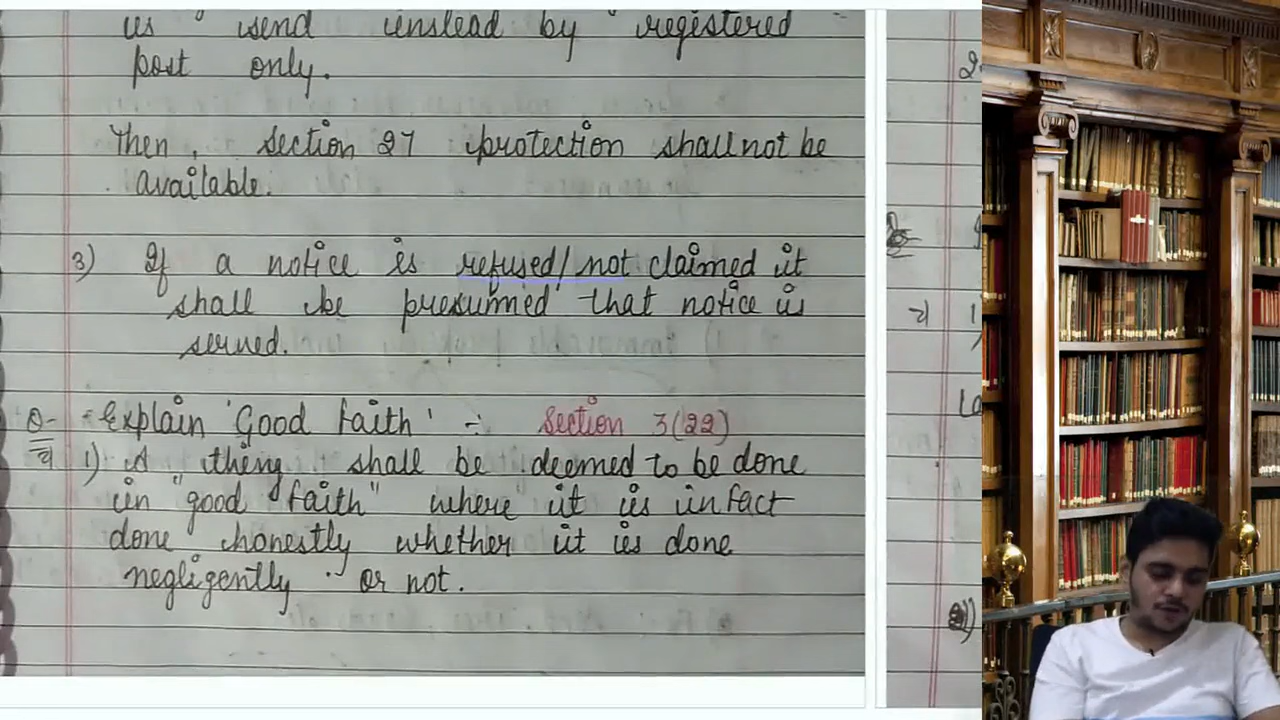 is send instead by registered
post only.
Then, Section 27 protection shall not be
available.
3) If a notice is refused/not claimed it
shall be presumed that notice is
served.
Q- Explain 'Good Faith' :- Section 3(22)
⇒ 1) A thing shall be deemed to be done
in "good faith" where it is infact
done honestly whether it is done
negligently or not.
2
⇒ 1